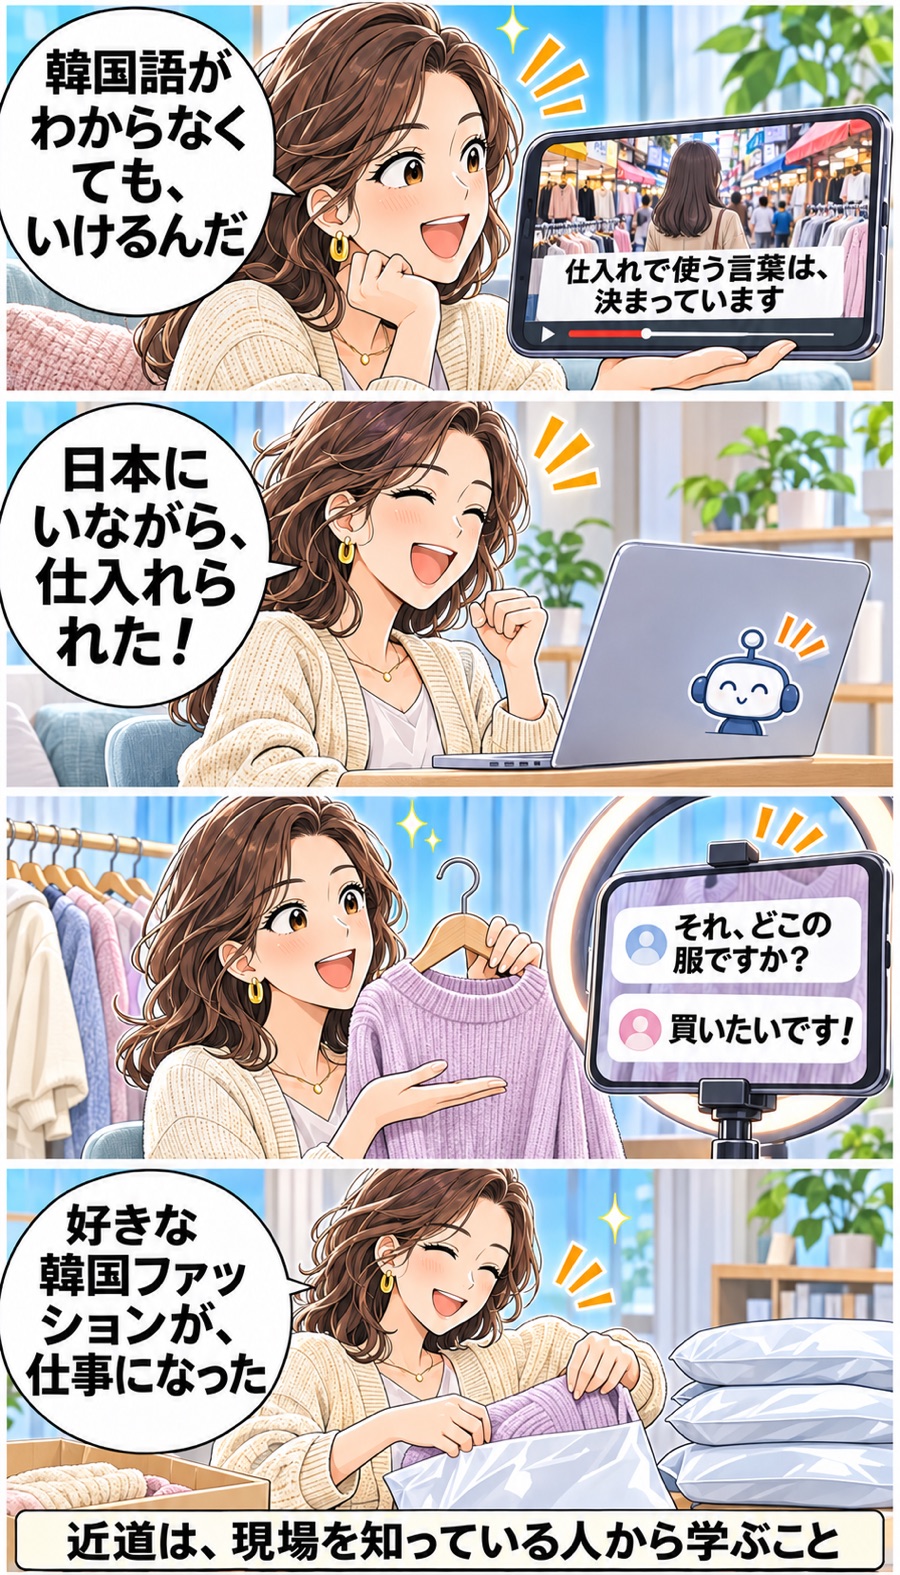 韓国語が
わからなく
ても、
いけるんだ
仕入れで使う言葉は、
決まっています
日本に
いながら、
仕入れら
れた！
それ、どこの
服ですか？
買いたいです！
好きな
韓国ファッ
ションが、
仕事になった
近道は、現場を知っている人から学ぶこと